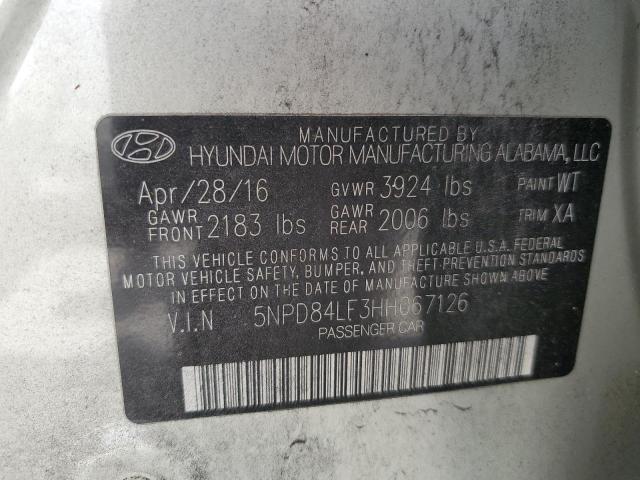 MANUFACTURED BY
HYUNDAI MOTOR MANUFACTURING ALABAMA, LLC
Apr/28/16 GVWR 3924 lbs PAINT WT
GAWR FRONT 2183 lbs GAWR REAR 2006 lbs TRIM XA
THIS VEHICLE CONFORMS TO ALL APPLICABLE U.S.A. FEDERAL
MOTOR VEHICLE SAFETY, BUMPER, AND THEFT-PREVENTION STANDARDS
IN EFFECT ON THE DATE OF MANUFACTURE SHOWN ABOVE.
V.I.N 5NPD84LF3HH067126
PASSENGER CAR